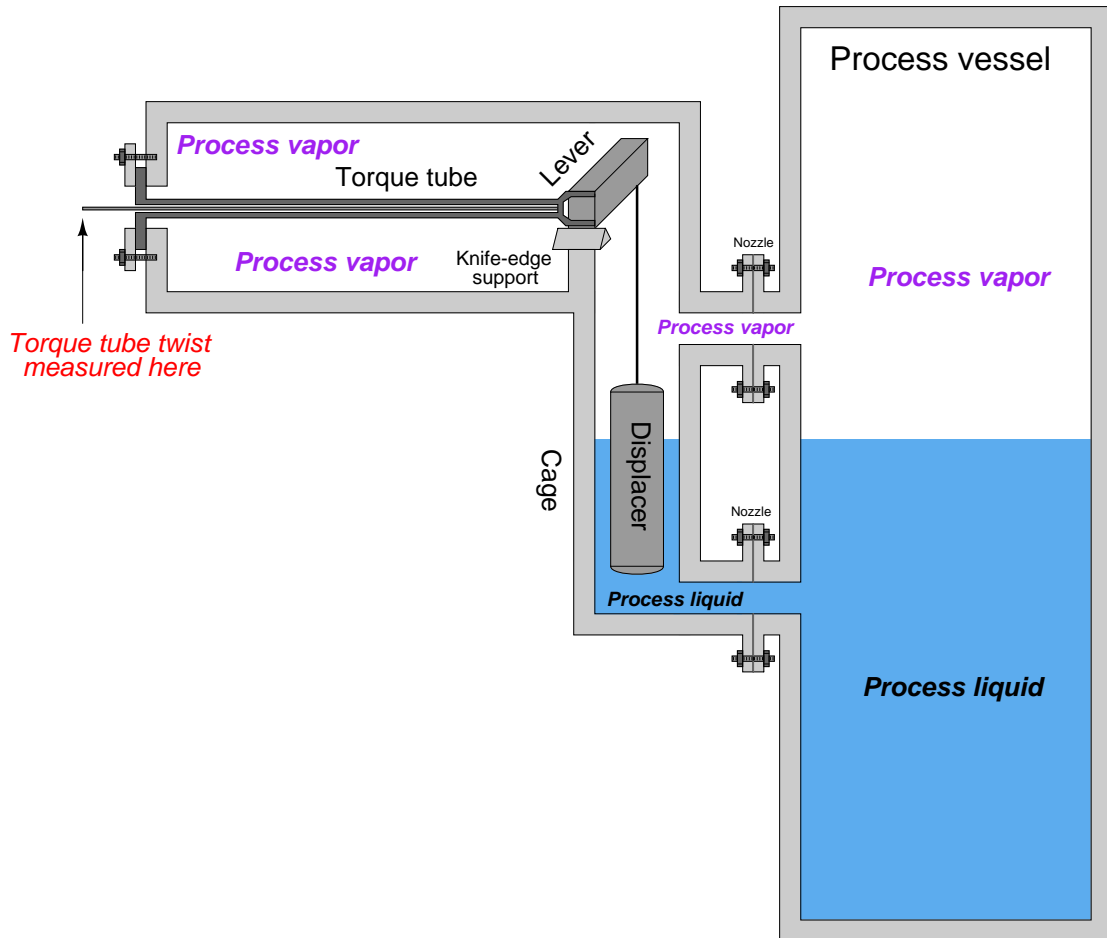 Process vessel
Process vapor
Lever
Torque tube
Nozzle
Process vapor
Knife-edge
support
Process vapor
Process vapor
Torque tube twist
measured here
Displacer
Cage
Nozzle
Process liquid
Process liquid